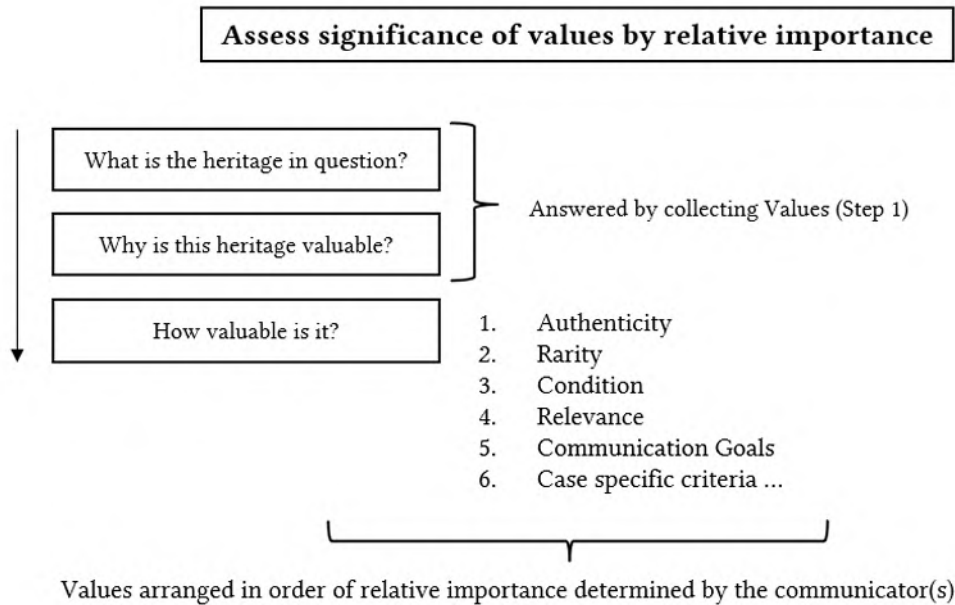 Assess significance of values by relative importance
What is the heritage in question?
Why is this heritage valuable?
Answered by collecting Values (Step 1)
How valuable is it?
1. Authenticity
2. Rarity
3. Condition
4. Relevance
5. Communication Goals
6. Case specific criteria ...
Values arranged in order of relative importance determined by the communicator(s)